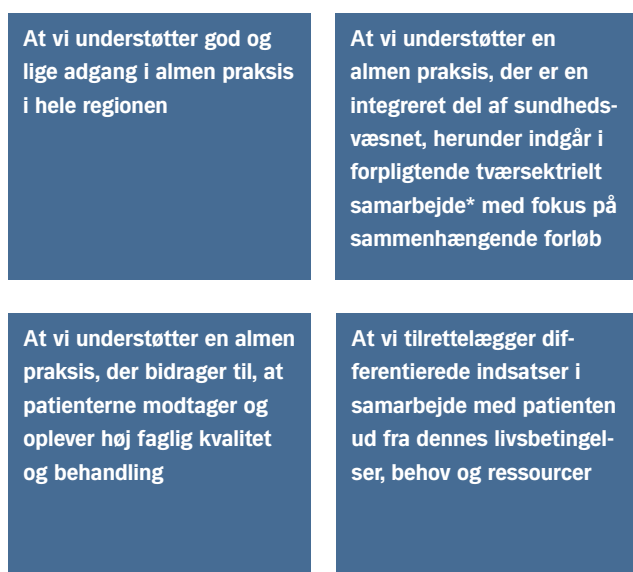 At vi understøtter god og
lige adgang i almen praksis
i hele regionen
At vi understøtter en
almen praksis, der er en
integreret del af sundheds-
væsnet, herunder indgår i
forpligtende tværsektrielt
samarbejde* med fokus på
sammenhængende forløb
At vi understøtter en almen
praksis, der bidrager til, at
patienterne modtager og
oplever høj faglig kvalitet
og behandling
At vi tilrettelægger dif-
ferentierede indsatser i
samarbejde med patienten
ud fra dennes livsbetingel-
ser, behov og ressourcer